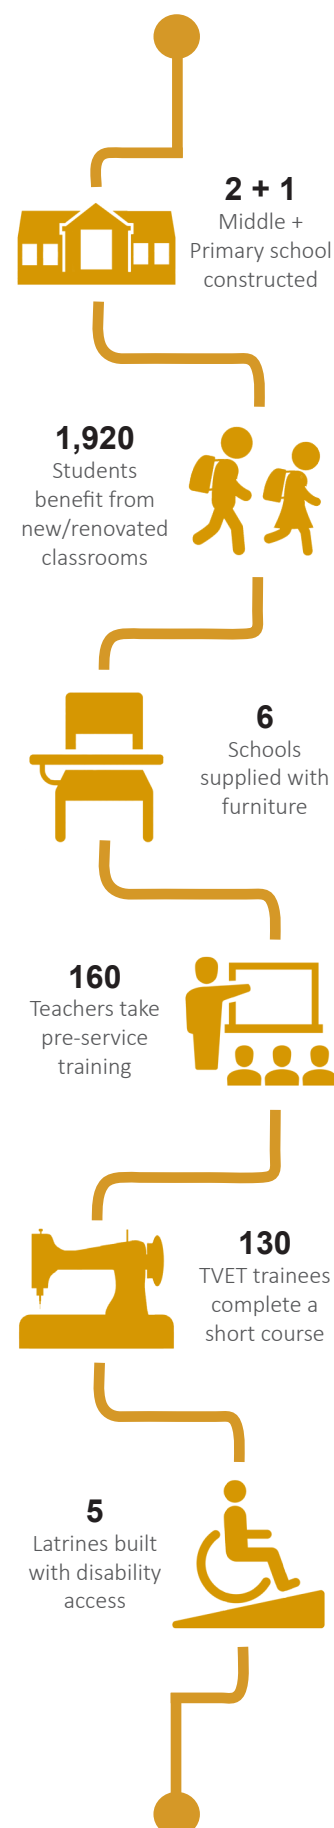 2 + 1
Middle +
Primary school
constructed
1,920
Students
benefit from
new/renovated
classrooms
6
Schools
supplied with
furniture
160
Teachers take
pre-service
training
130
TVET trainees
complete a
short course
5
Latrines built
with disability
access